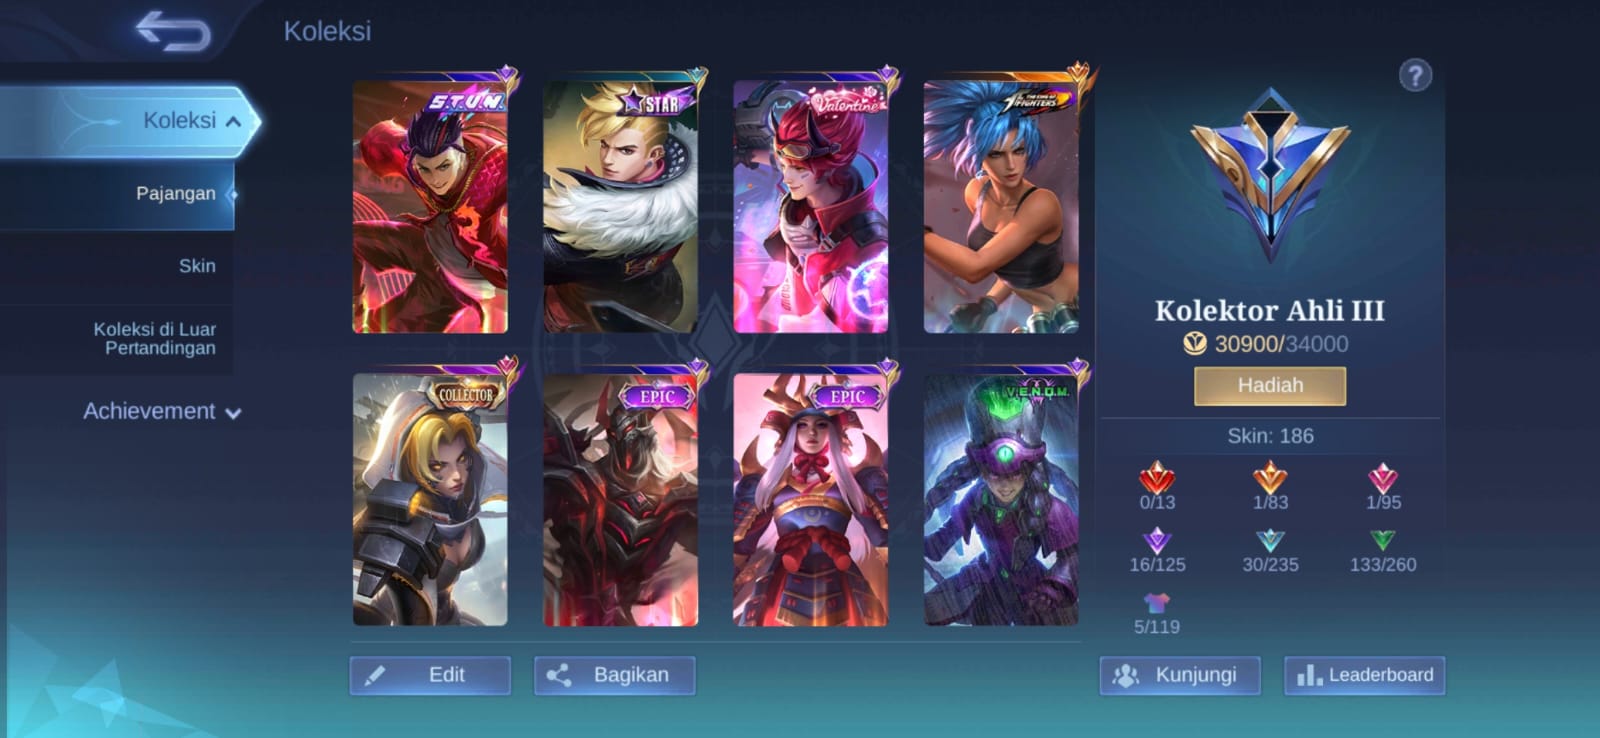 Koleksi
?
Koleksi
Pajangan
Skin
Koleksi di Luar
Pertandingan
Achievement
S.T.U.N.
STAR
Valentine
THE KING OF
FIGHTERS
COLLECTOR
EPIC
EPIC
V.E.N.O.M.
Edit
Bagikan
Kolektor Ahli III
30900/34000
Hadiah
Skin: 186
0/13
1/83
1/95
16/125
30/235
133/260
5/119
Kunjungi
Leaderboard